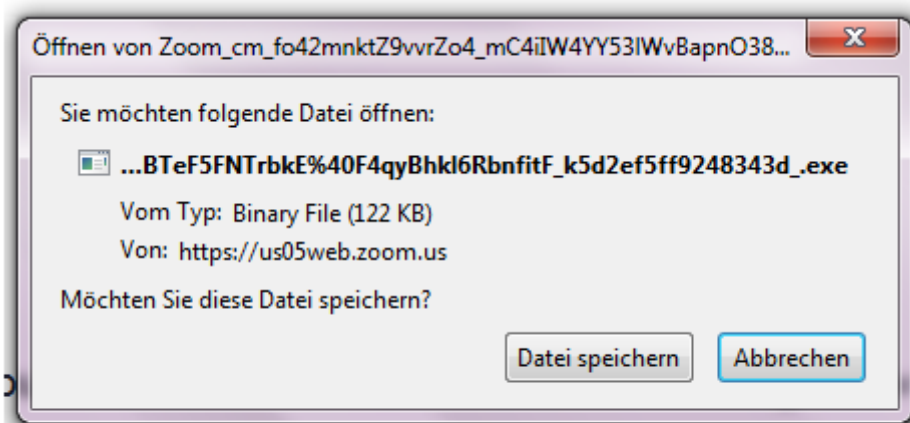 Öffnen von Zoom_cm_fo42mnktZ9vvrZo4_mC4iIW4YY53IWvBapnO38...
Sie möchten folgende Datei öffnen:
...BTeF5FNTrbkE%40F4qyBhkl6RbnfitF_k5d2ef5ff9248343d_.exe
Vom Typ: Binary File (122 KB)
Von: https://us05web.zoom.us
Möchten Sie diese Datei speichern?
Datei speichern Abbrechen